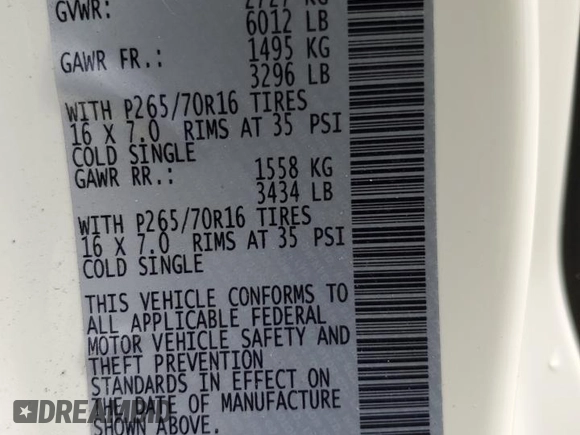 GVWR: 2727 KG
6012 LB
GAWR FR.: 1495 KG
3296 LB
WITH P265/70R16 TIRES
16 X 7.0 RIMS AT 35 PSI
COLD SINGLE
GAWR RR.: 1558 KG
3434 LB
WITH P265/70R16 TIRES
16 X 7.0 RIMS AT 35 PSI
COLD SINGLE
THIS VEHICLE CONFORMS TO
ALL APPLICABLE FEDERAL
MOTOR VEHICLE SAFETY AND
THEFT PREVENTION
STANDARDS IN EFFECT ON
THE DATE OF MANUFACTURE
SHOWN ABOVE.
DREAMBID